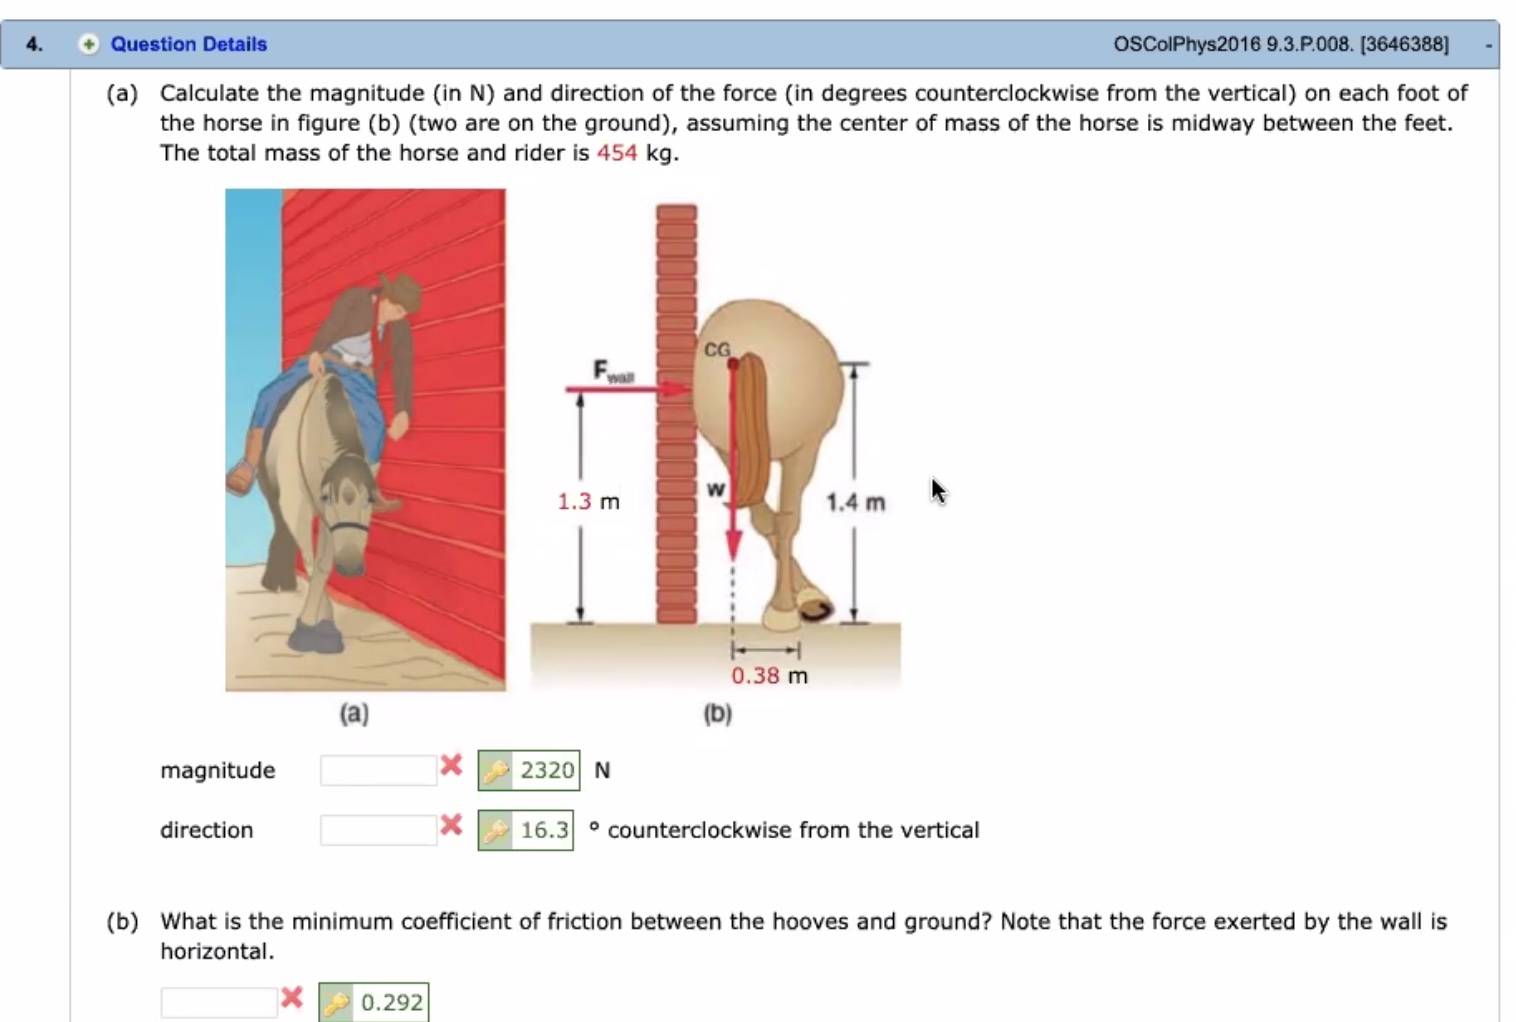 4. Question Details OSColPhys2016 9.3.P.008. [3646388] -
(a) Calculate the magnitude (in N) and direction of the force (in degrees counterclockwise from the vertical) on each foot of
the horse in figure (b) (two are on the ground), assuming the center of mass of the horse is midway between the feet.
The total mass of the horse and rider is 454 kg.
CG
Fwall
1.3 m
w
1.4 m
0.38 m
(a)
(b)
magnitude 2320 N
direction 16.3 ° counterclockwise from the vertical
(b) What is the minimum coefficient of friction between the hooves and ground? Note that the force exerted by the wall is
horizontal.
0.292